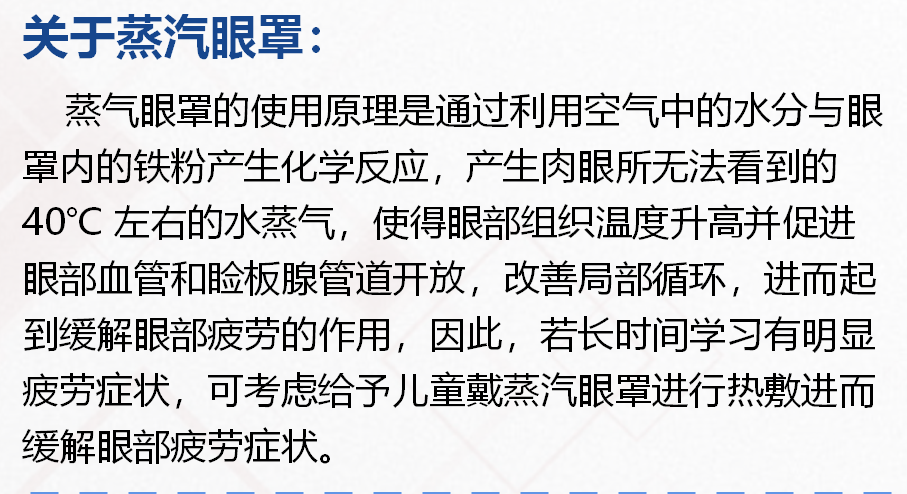 关于蒸汽眼罩：
蒸气眼罩的使用原理是通过利用空气中的水分与眼
罩内的铁粉产生化学反应，产生肉眼所无法看到的
40℃ 左右的水蒸气，使得眼部组织温度升高并促进
眼部血管和睑板腺管道开放，改善局部循环，进而起
到缓解眼部疲劳的作用，因此，若长时间学习有明显
疲劳症状，可考虑给予儿童戴蒸汽眼罩进行热敷进而
缓解眼部疲劳症状。